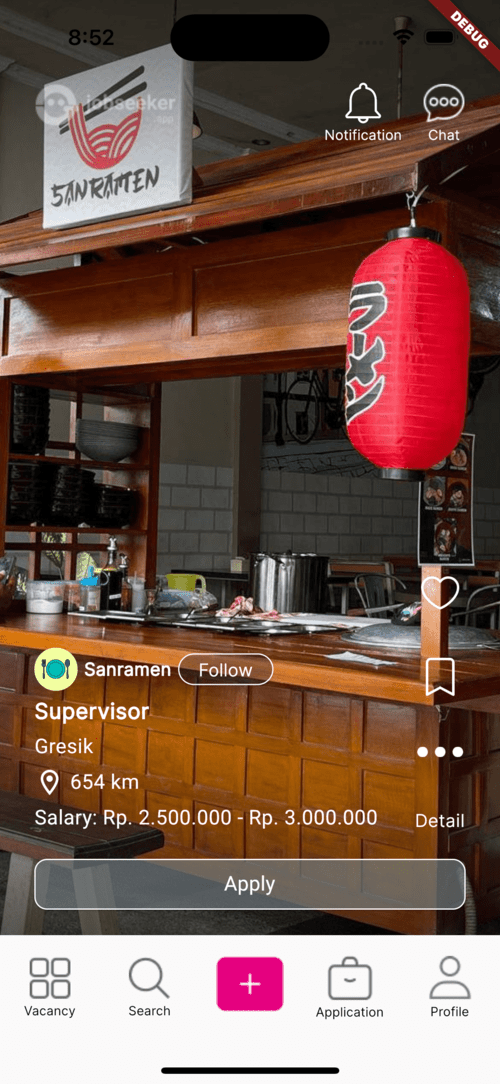 8:52
DEBUG
jobseeker
app
Notification
Chat
SANRAMEN
ラーメン
Sanramen
Follow
Supervisor
Gresik
654 km
Salary: Rp. 2.500.000 - Rp. 3.000.000
Detail
Apply
Vacancy
Search
Application
Profile